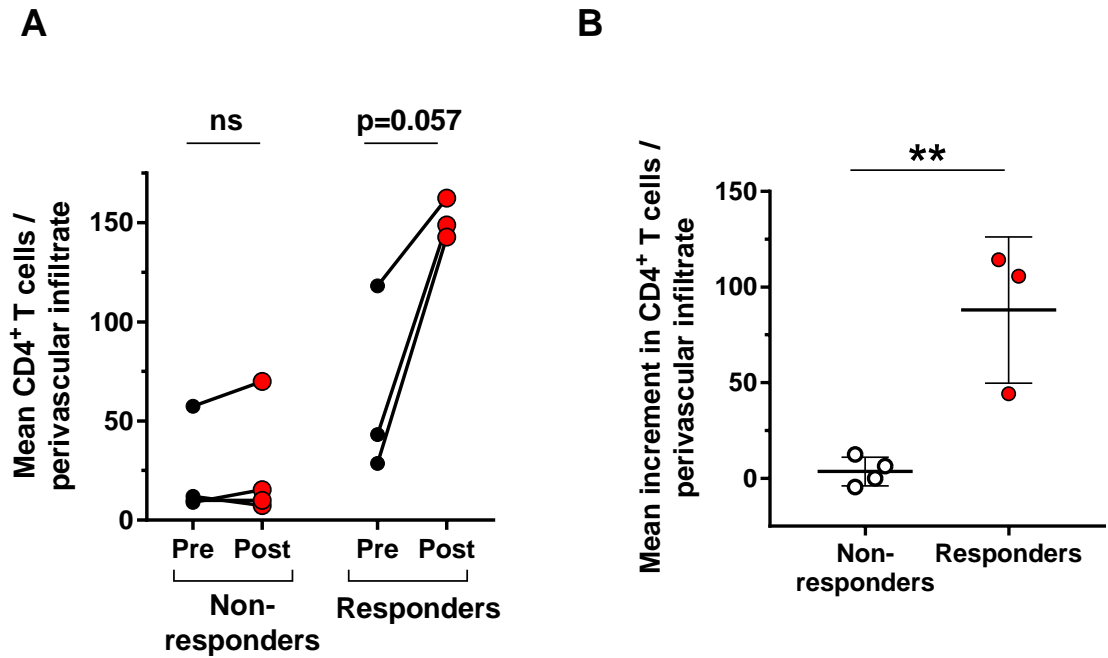 A
B
ns
p=0.057
Mean CD4⁺ T cells /
perivascular infiltrate
150
100
50
0
Pre
Post
Pre
Post
Non-
responders
Responders
**
Mean increment in CD4⁺ T cells /
perivascular infiltrate
150
100
50
0
Non-
responders
Responders